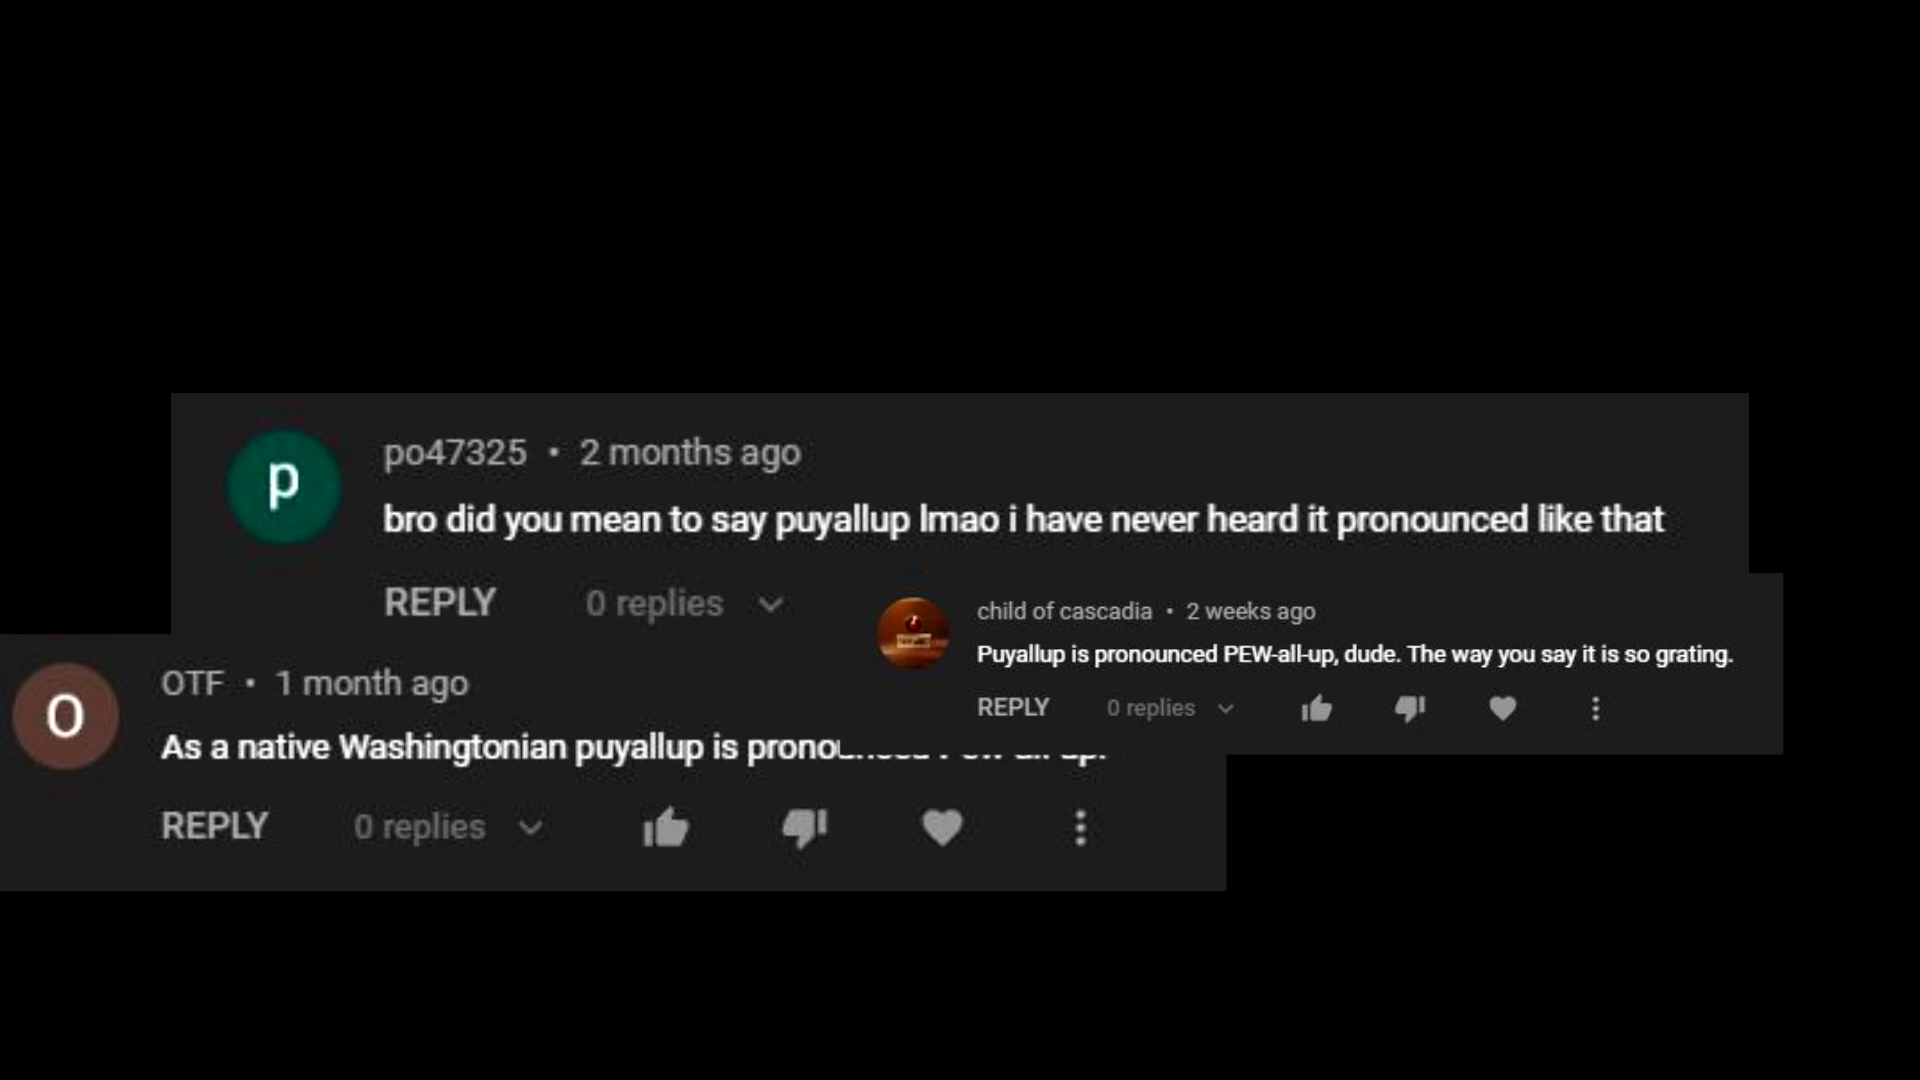 p
po47325 • 2 months ago
bro did you mean to say puyallup lmao i have never heard it pronounced like that
REPLY 0 replies
child of cascadia • 2 weeks ago
Puyallup is pronounced PEW-all-up, dude. The way you say it is so grating.
REPLY 0 replies
O
OTF • 1 month ago
As a native Washingtonian puyallup is
REPLY 0 replies